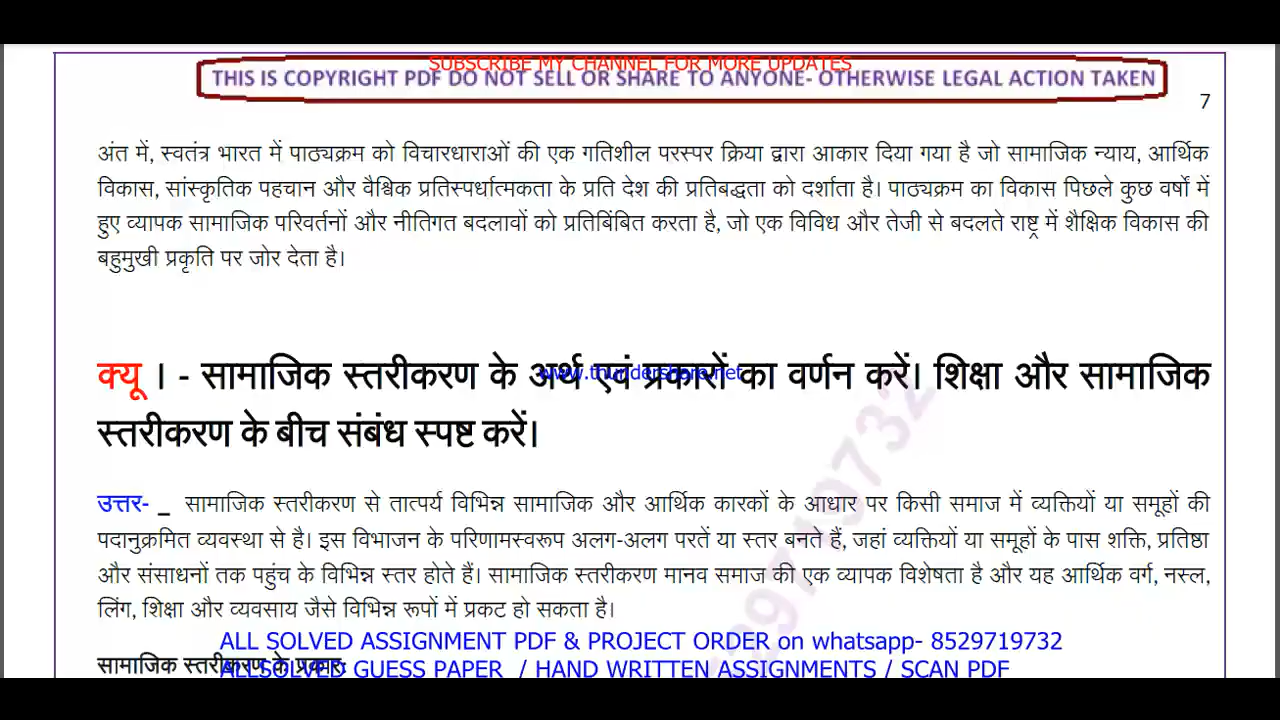 SUBSCRIBE MY CHANNEL FOR MORE UPDATES
THIS IS COPYRIGHT PDF DO NOT SELL OR SHARE TO ANYONE- OTHERWISE LEGAL ACTION TAKEN
7
अंत में, स्वतंत्र भारत में पाठ्यक्रम को विचारधाराओं की एक गतिशील परस्पर क्रिया द्वारा आकार दिया गया है जो सामाजिक न्याय, आर्थिक
विकास, सांस्कृतिक पहचान और वैश्विक प्रतिस्पर्धात्मकता के प्रति देश की प्रतिबद्धता को दर्शाता है। पाठ्यक्रम का विकास पिछले कुछ वर्षों में
हुए व्यापक सामाजिक परिवर्तनों और नीतिगत बदलावों को प्रतिबिंबित करता है, जो एक विविध और तेजी से बदलते राष्ट्र में शैक्षिक विकास की
बहुमुखी प्रकृति पर जोर देता है।
क्यू । - सामाजिक स्तरीकरण के अर्थ एवं प्रकारों का वर्णन करें। शिक्षा और सामाजिक
www.thundershare.net
स्तरीकरण के बीच संबंध स्पष्ट करें।
उत्तर- _ सामाजिक स्तरीकरण से तात्पर्य विभिन्न सामाजिक और आर्थिक कारकों के आधार पर किसी समाज में व्यक्तियों या समूहों की
पदानुक्रमित व्यवस्था से है। इस विभाजन के परिणामस्वरूप अलग-अलग परतें या स्तर बनते हैं, जहां व्यक्तियों या समूहों के पास शक्ति, प्रतिष्ठा
और संसाधनों तक पहुंच के विभिन्न स्तर होते हैं। सामाजिक स्तरीकरण मानव समाज की एक व्यापक विशेषता है और यह आर्थिक वर्ग, नस्ल,
लिंग, शिक्षा और व्यवसाय जैसे विभिन्न रूपों में प्रकट हो सकता है।
ALL SOLVED ASSIGNMENT PDF & PROJECT ORDER on whatsapp- 8529719732
सामाजिक स्तरीकरण के प्रकार:
ALLSOLVED GUESS PAPER / HAND WRITTEN ASSIGNMENTS / SCAN PDF